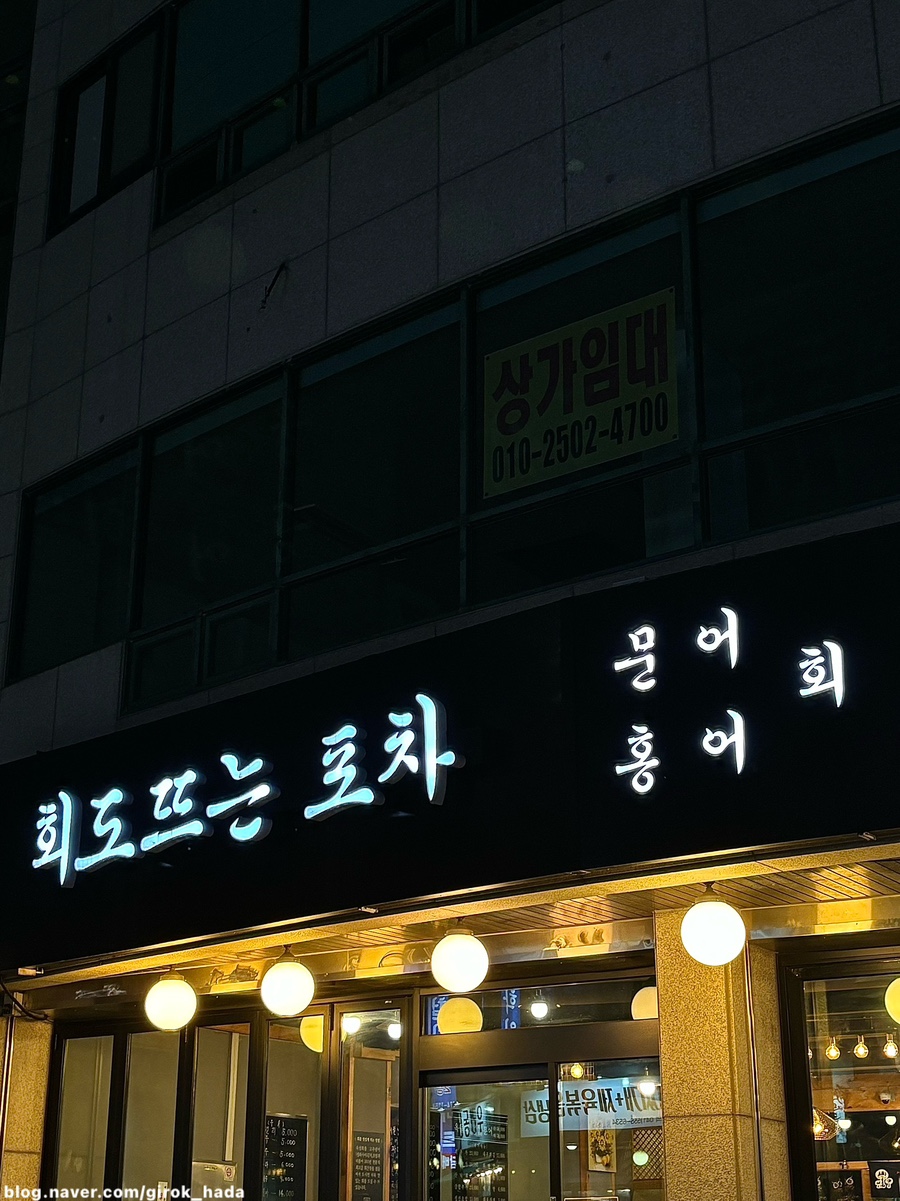 상가임대
010-2502-4700
문어
회
홍어
회도뜨는 포차
blog.naver.com/girok_hada